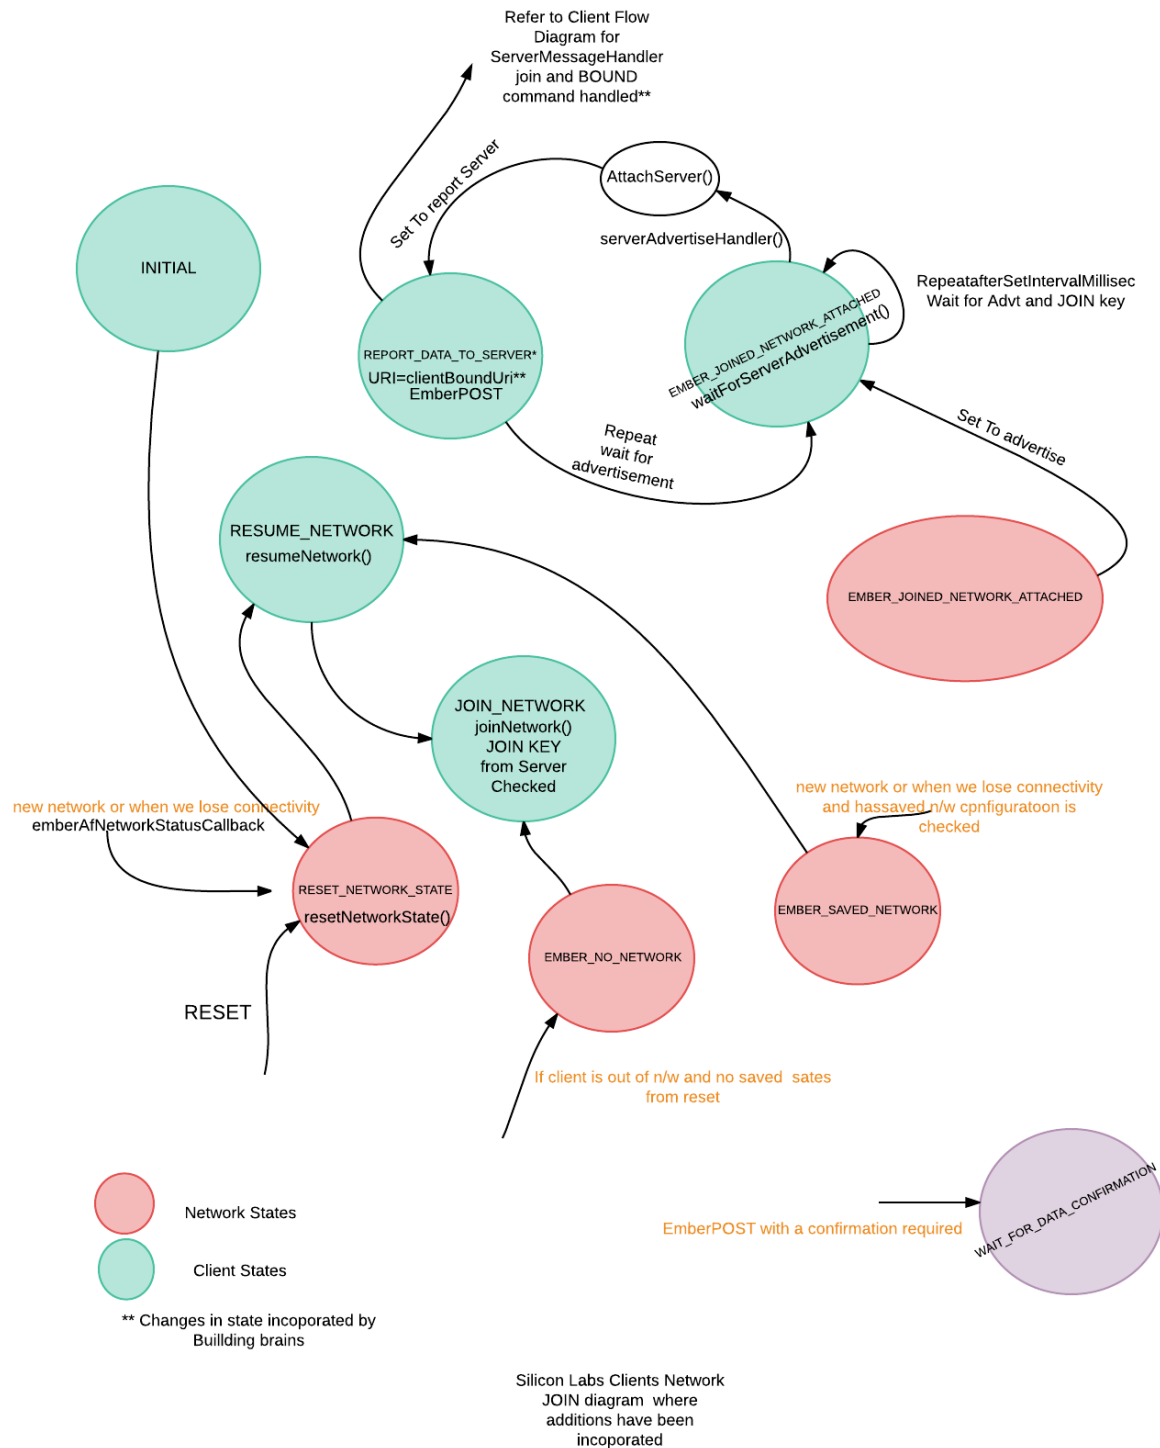 Refer to Client Flow
Diagram for
ServerMessageHandler
join and BOUND
command handled**
AttachServer()
Set To report Server
serverAdvertiseHandler()
INITIAL
RepeatafterSetIntervalMillisec
Wait for Advt and JOIN key
EMBER_JOINED_NETWORK_ATTACHED
waitForServerAdvertisement()
REPORT_DATA_TO_SERVER*
URI=clientBoundUri**
EmberPOST
Set To advertise
Repeat
wait for
advertisement
RESUME_NETWORK
resumeNetwork()
EMBER_JOINED_NETWORK_ATTACHED
JOIN_NETWORK
joinNetwork()
JOIN KEY
from Server
Checked
new network or when we lose connectivity
emberAfNetworkStatusCallback
new network or when we lose connectivity
and hassaved n/w cpnfiguratoon is
checked
RESET_NETWORK_STATE
resetNetworkState()
EMBER_SAVED_NETWORK
EMBER_NO_NETWORK
RESET
If client is out of n/w and no saved sates
from reset
WAIT_FOR_DATA_CONFIRMATION
EmberPOST with a confirmation required
Network States
Client States
** Changes in state incoporated by
Buillding brains
Silicon Labs Clients Network
JOIN diagram where
additions have been
incoporated